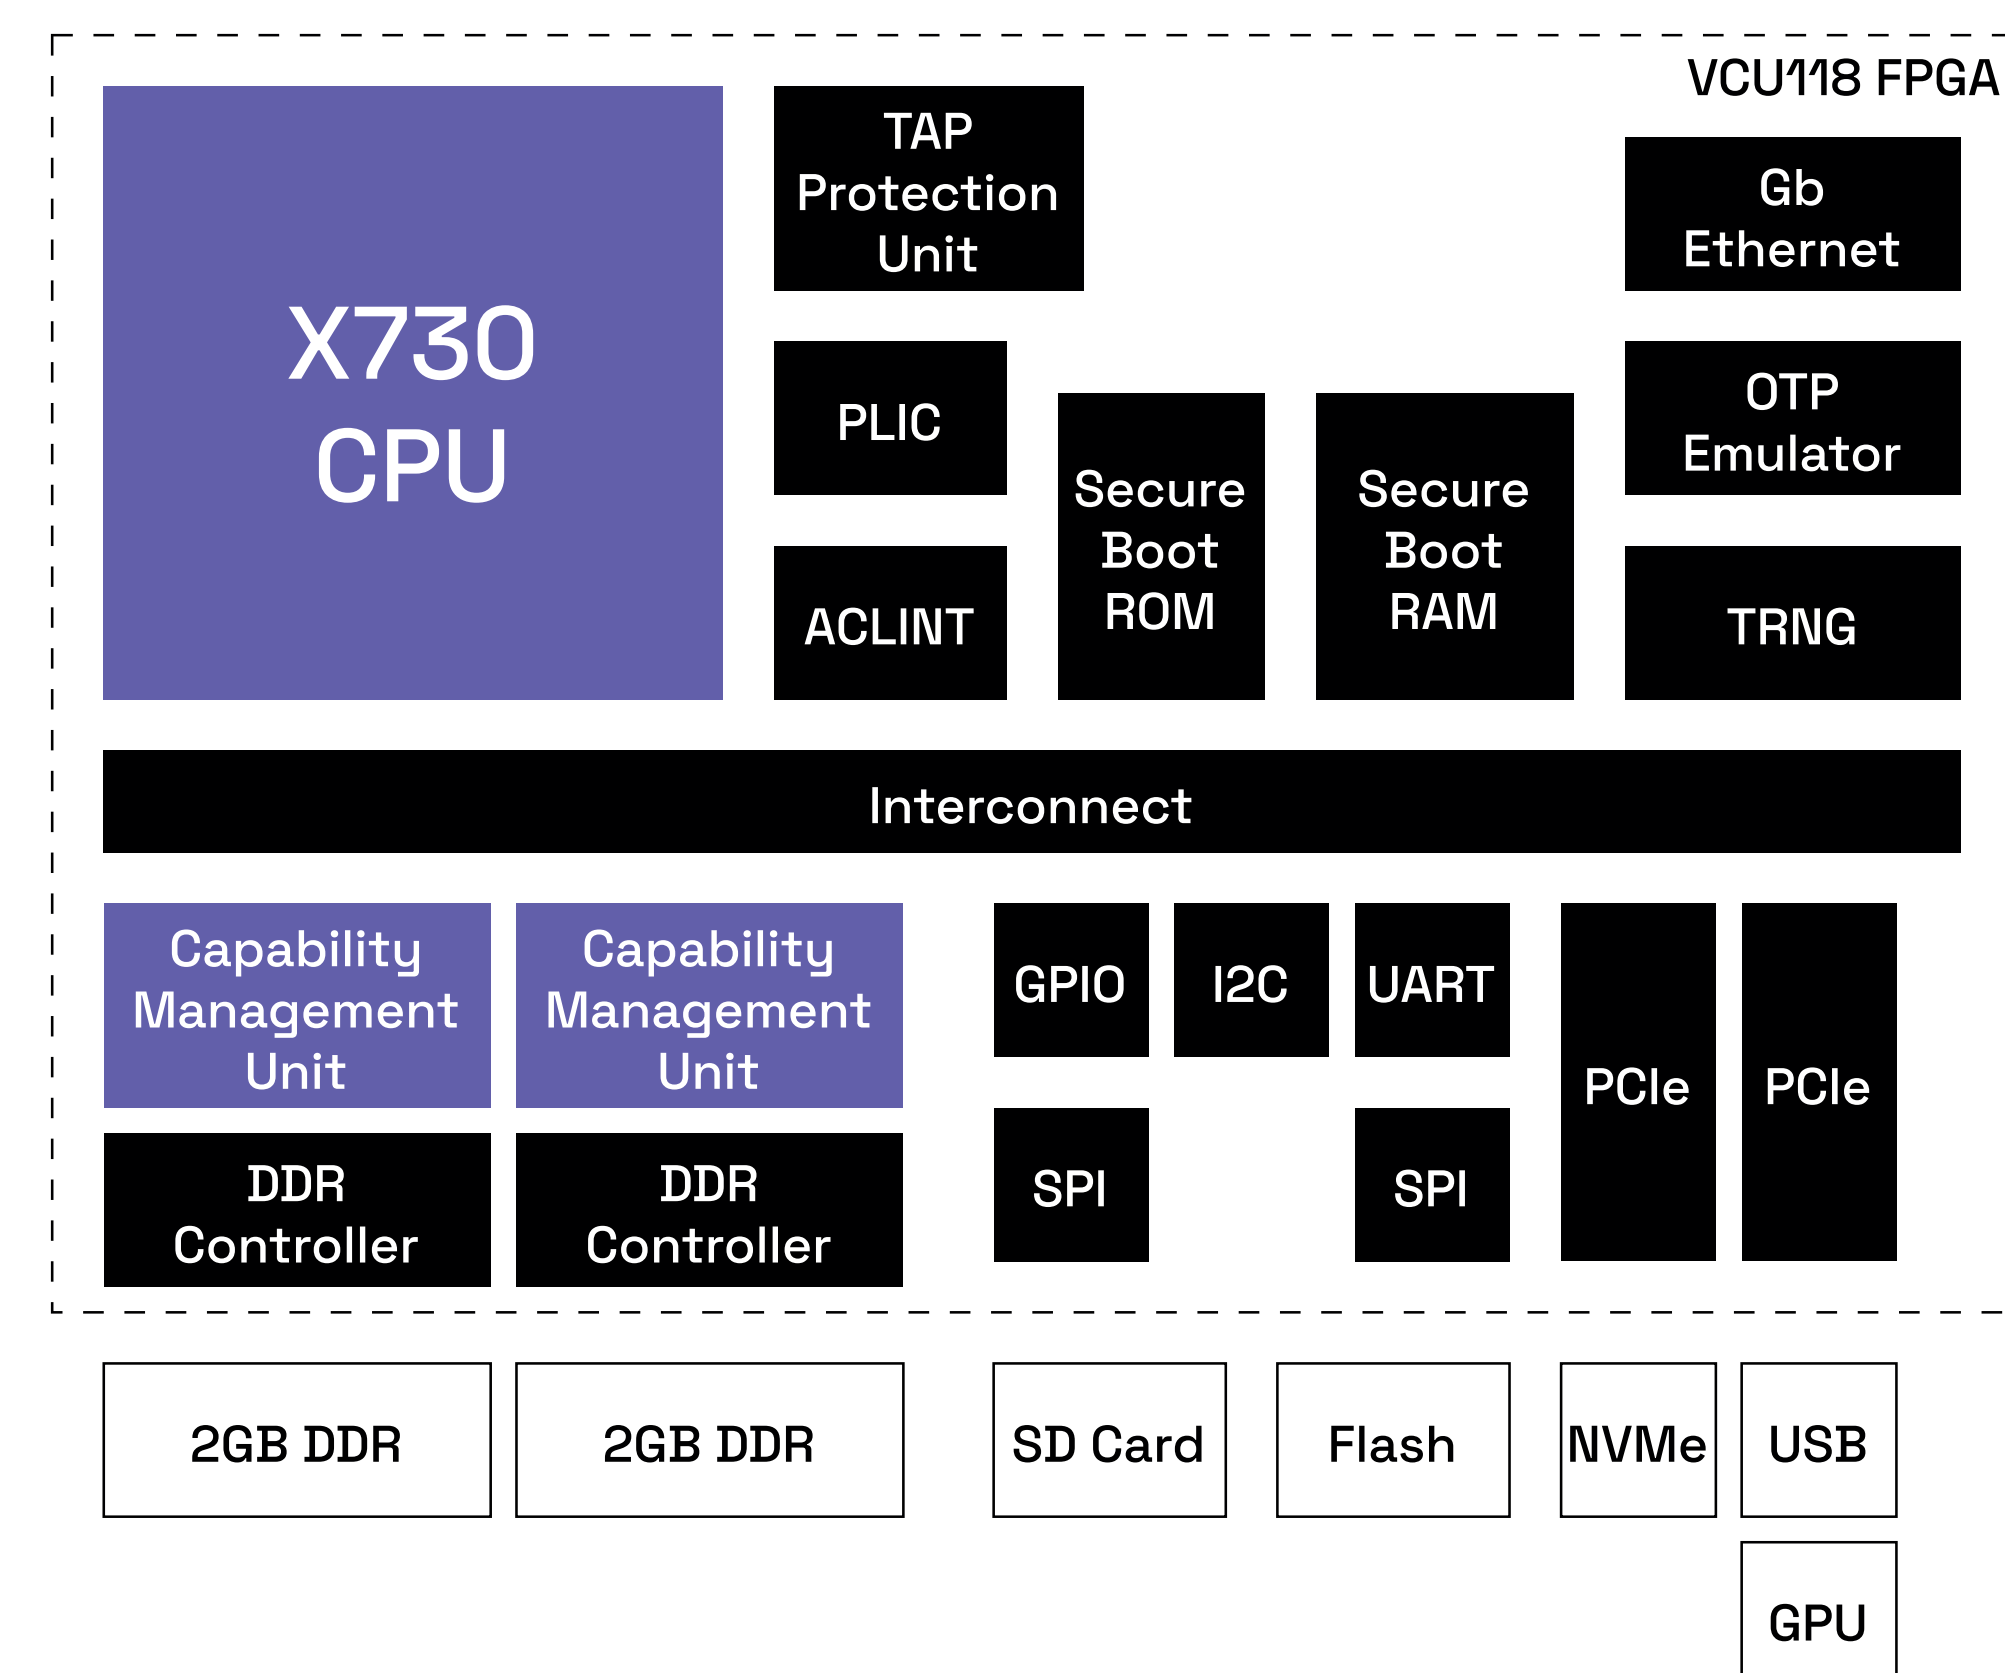 VCU118 FPGA
X730
CPU
TAP
Protection
Unit
Gb
Ethernet
PLIC
OTP
Emulator
Secure
Boot
ROM
Secure
Boot
RAM
ACLINT
TRNG
Interconnect
Capability
Management
Unit
Capability
Management
Unit
GPIO
I2C
UART
PCIe
PCIe
DDR
Controller
DDR
Controller
SPI
SPI
2GB DDR
2GB DDR
SD Card
Flash
NVMe
USB
GPU